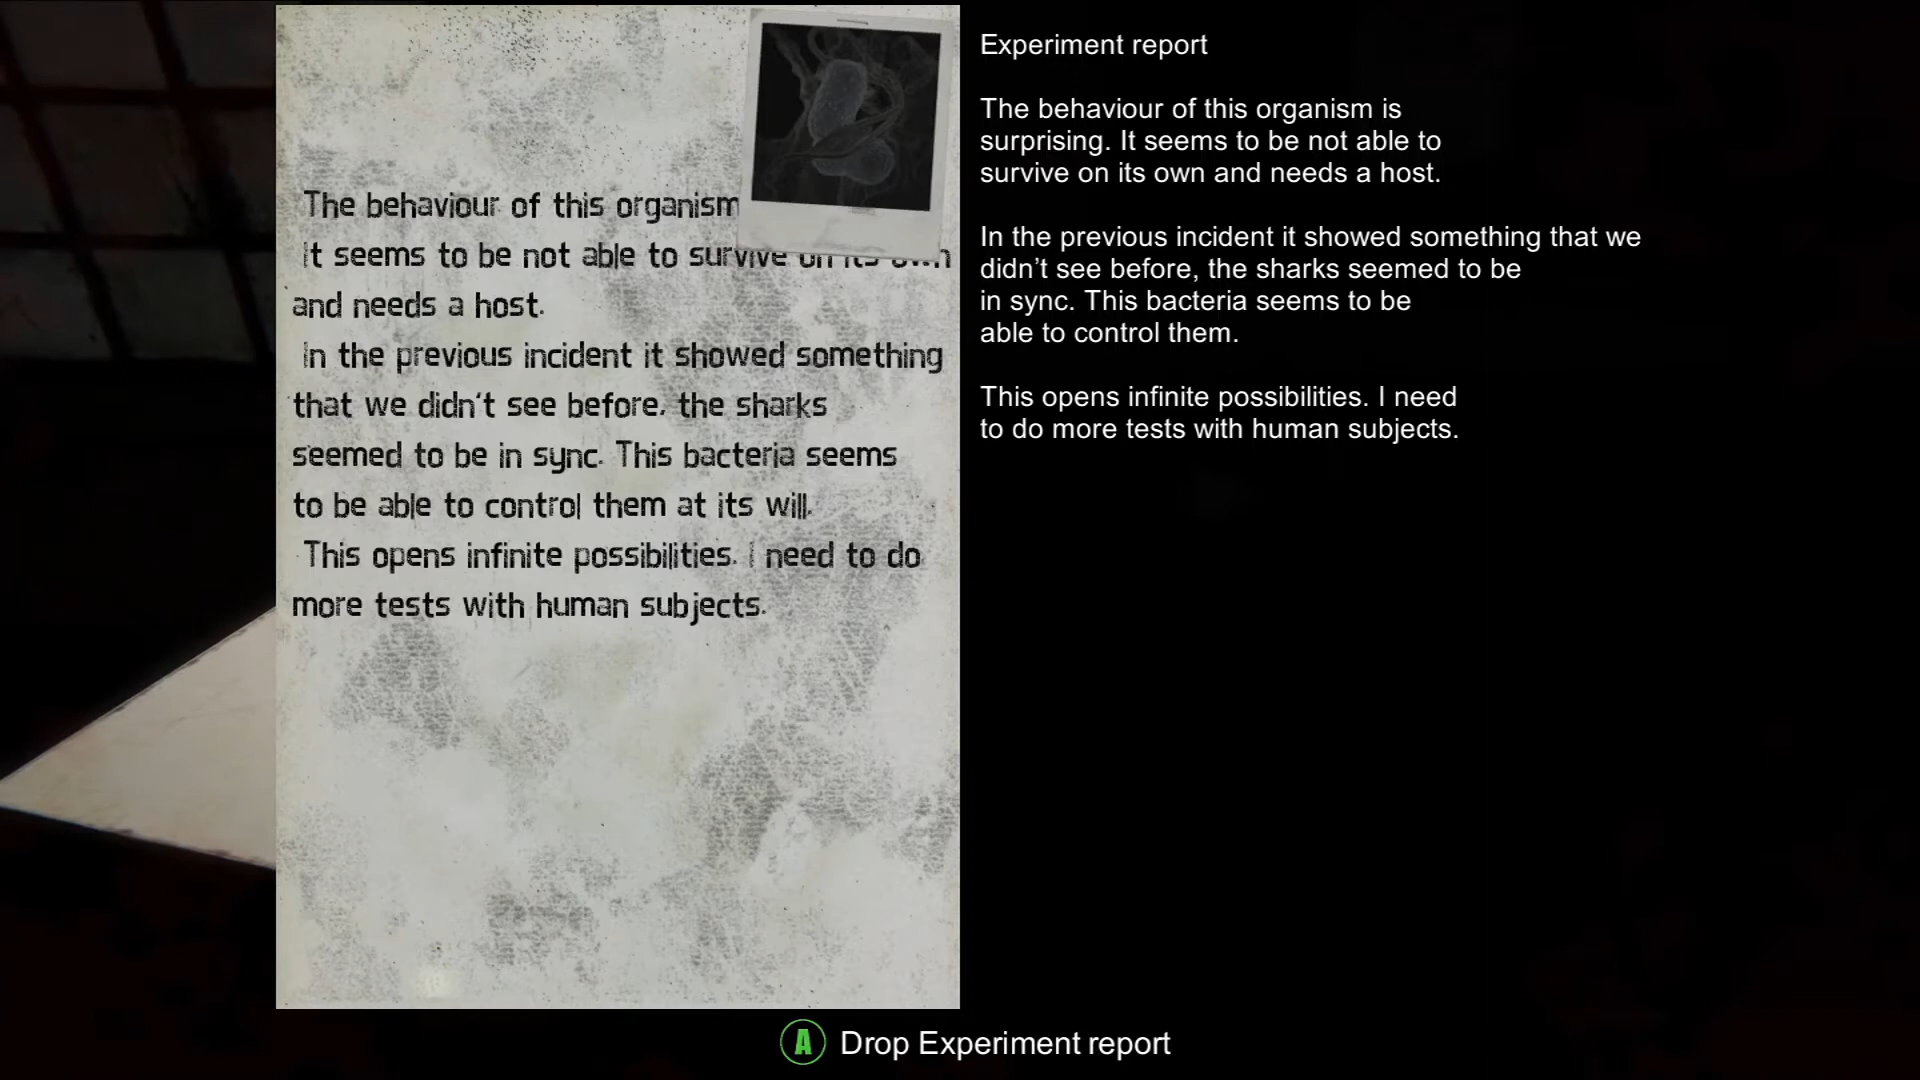 The behaviour of this organism
It seems to be not able to survive on its own
and needs a host.
In the previous incident it showed something
that we didn't see before, the sharks
seemed to be in sync. This bacteria seems
to be able to control them at its will.
This opens infinite possibilities. I need to do
more tests with human subjects.
Experiment report
The behaviour of this organism is
surprising. It seems to be not able to
survive on its own and needs a host.
In the previous incident it showed something that we
didn’t see before, the sharks seemed to be
in sync. This bacteria seems to be
able to control them.
This opens infinite possibilities. I need
to do more tests with human subjects.
A Drop Experiment report